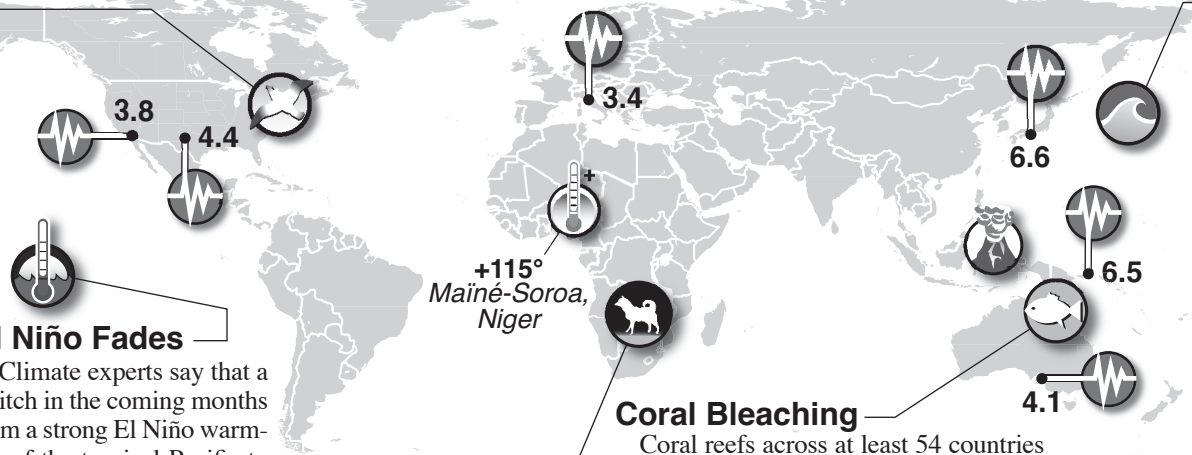 3.8
4.4
3.4
6.6
+
+115°
Maïné-Soroa,
Niger
6.5
4.1
Niño Fades
Climate experts say that a
in the coming months
a strong El Niño warm-
Coral Bleaching
Coral reefs across at least 54 countries